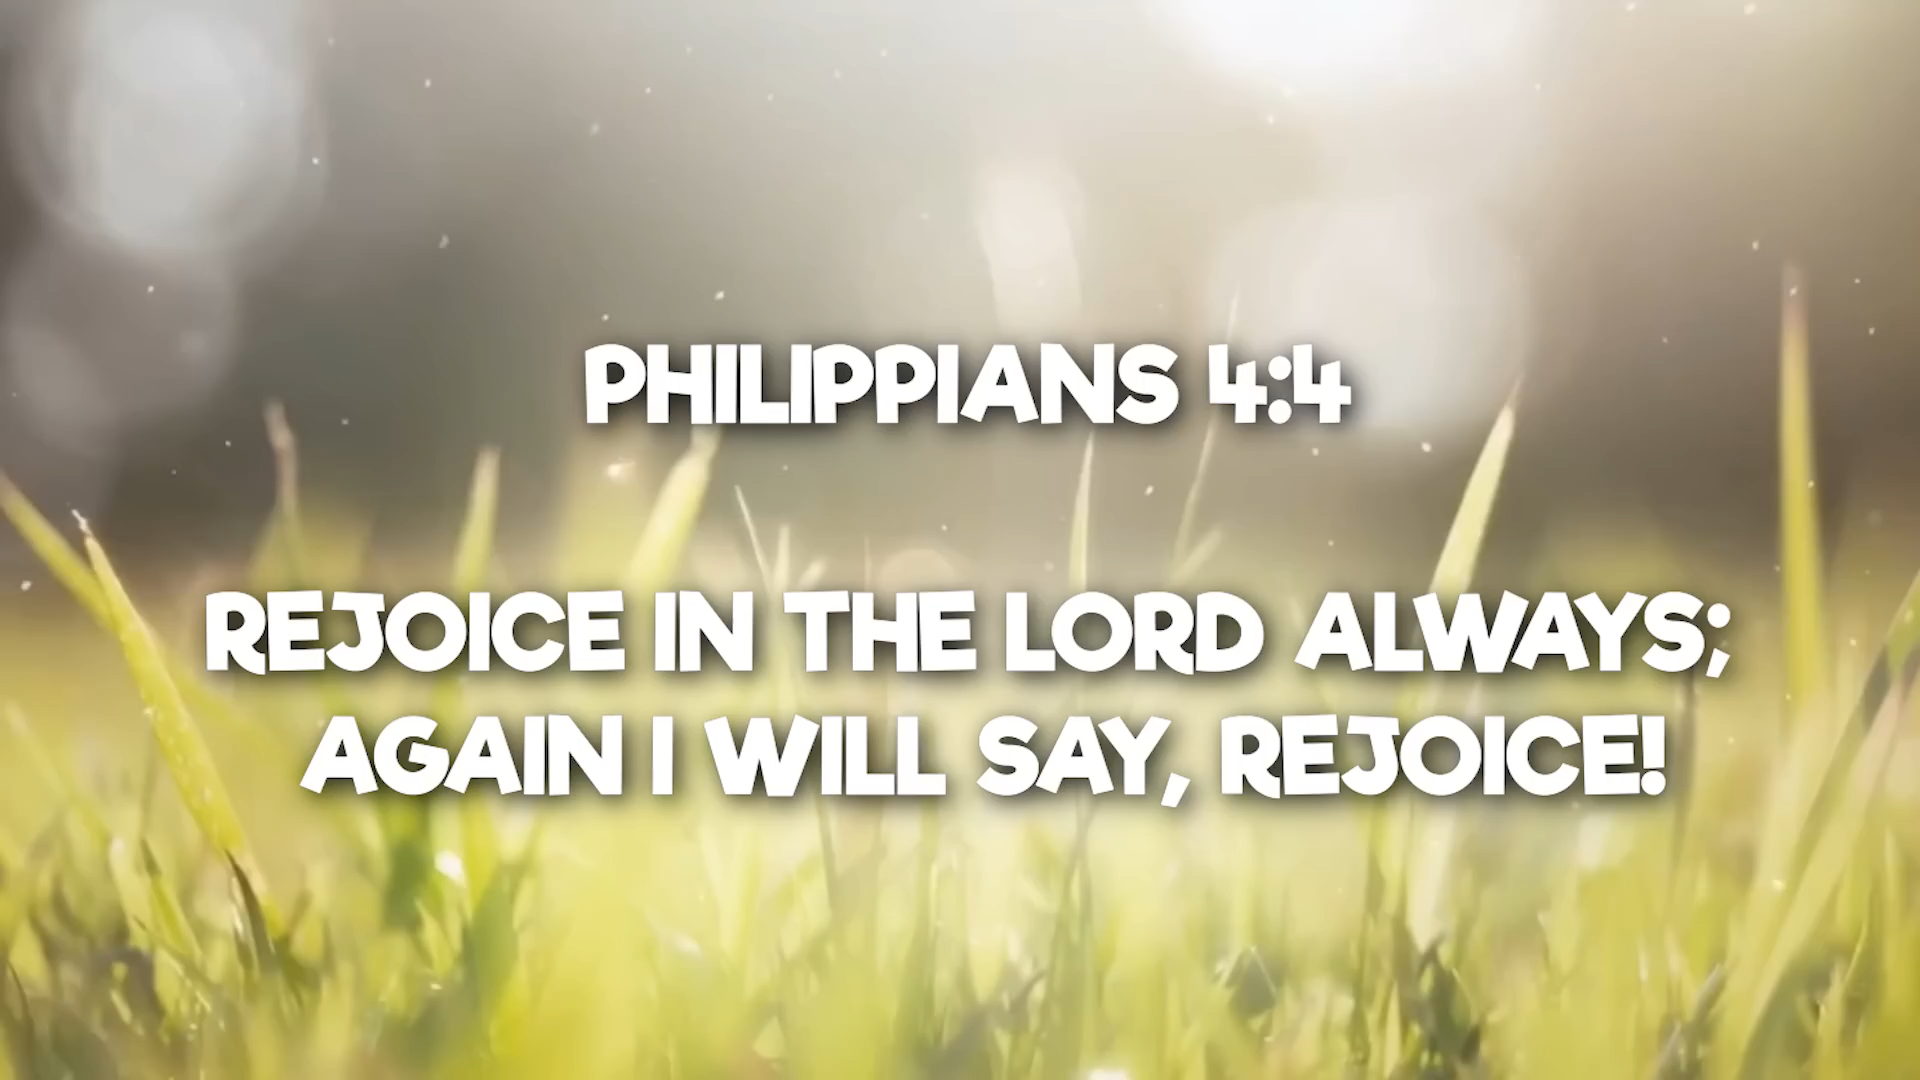 PHILIPPIANS 4:4
REJOICE IN THE LORD ALWAYS;
AGAIN I WILL SAY, REJOICE!